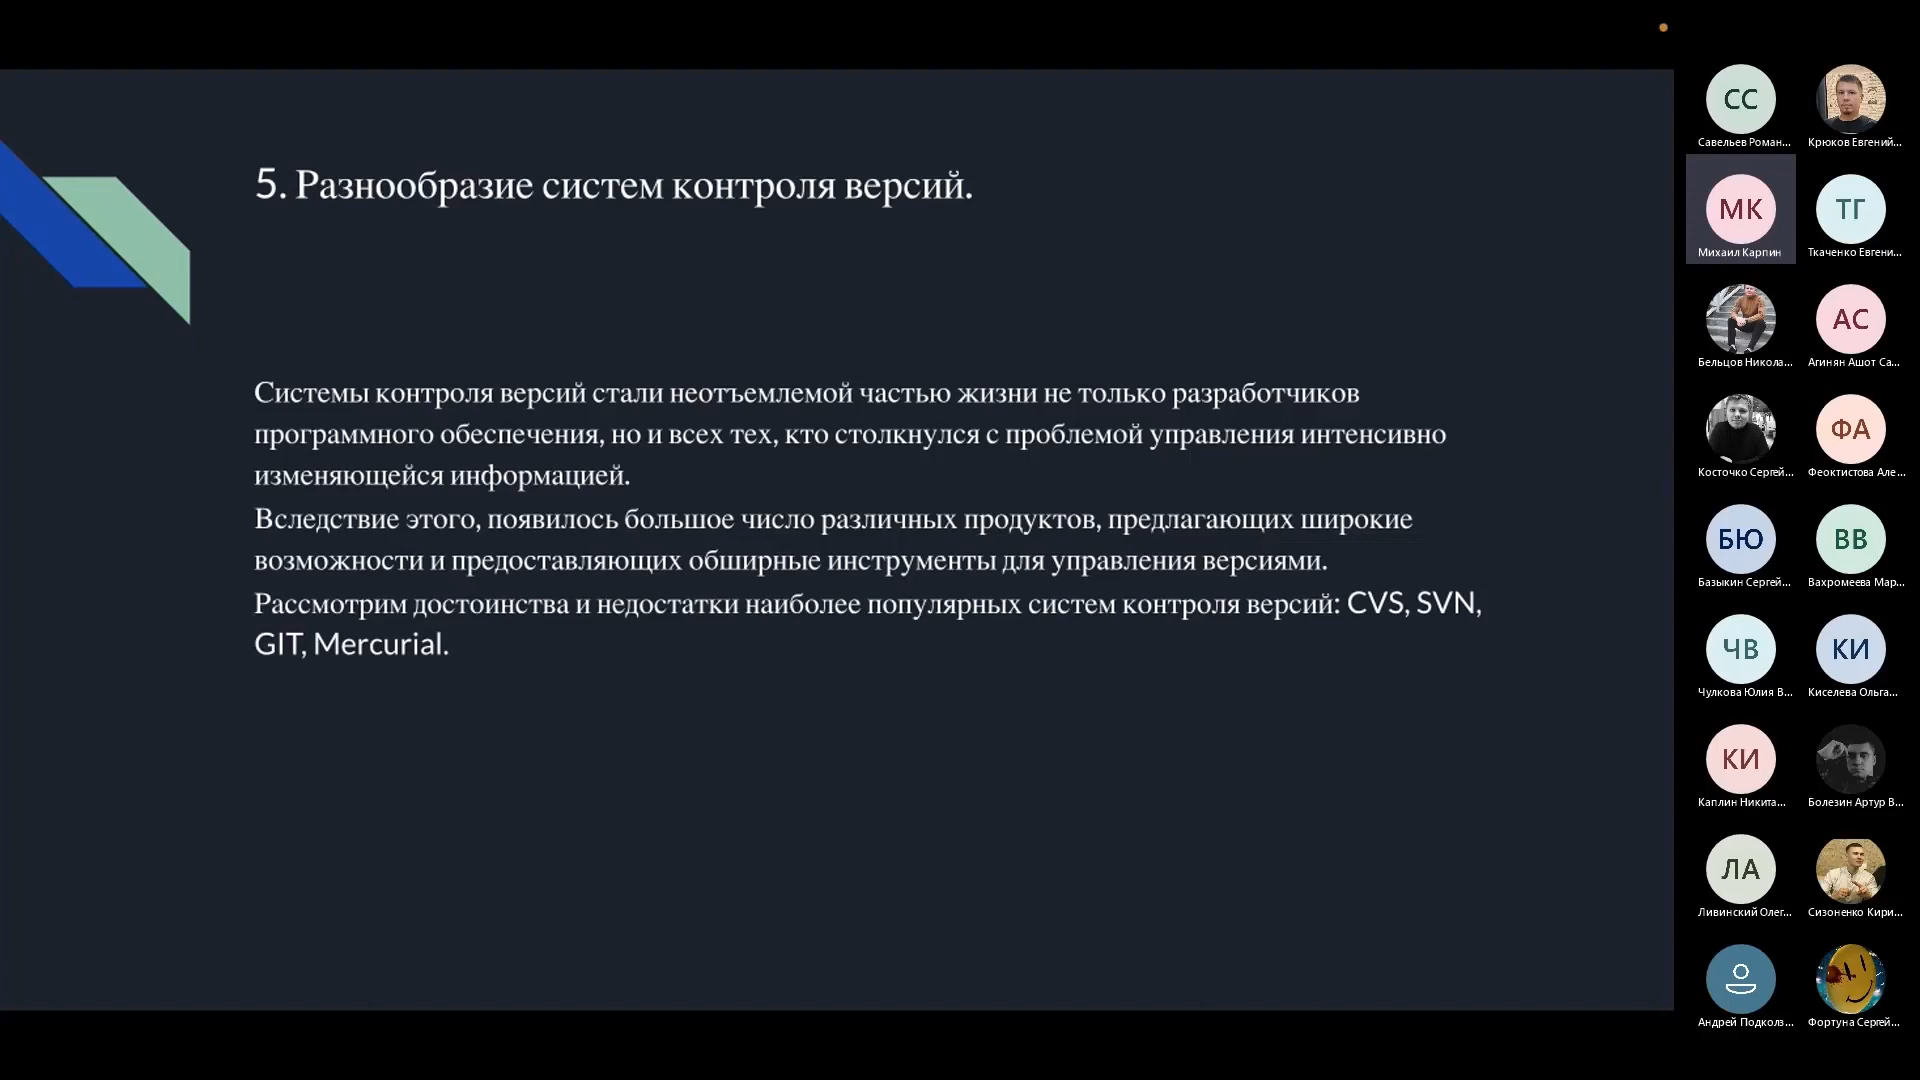 5. Разнообразие систем контроля версий.
Системы контроля версий стали неотъемлемой частью жизни не только разработчиков
программного обеспечения, но и всех тех, кто столкнулся с проблемой управления интенсивно
изменяющейся информацией.
Вследствие этого, появилось большое число различных продуктов, предлагающих широкие
возможности и предоставляющих обширные инструменты для управления версиями.
Рассмотрим достоинства и недостатки наиболее популярных систем контроля версий: CVS, SVN,
GIT, Mercurial.
СС
Савельев Роман...
Крюков Евгений...
МК
Михаил Карпин
ТГ
Ткаченко Евгени...
Бельцов Никола...
АС
Агинян Ашот Са...
Косточко Сергей...
ФА
Феоктистова Але...
БЮ
Базыкин Сергей...
ВВ
Вахромеева Мар...
ЧВ
Чулкова Юлия В...
КИ
Киселева Ольга...
КИ
Каплин Никита...
Болезин Артур В...
ЛА
Ливинский Олег...
Сизоненко Кири...
Андрей Подколз...
Фортуна Сергей...